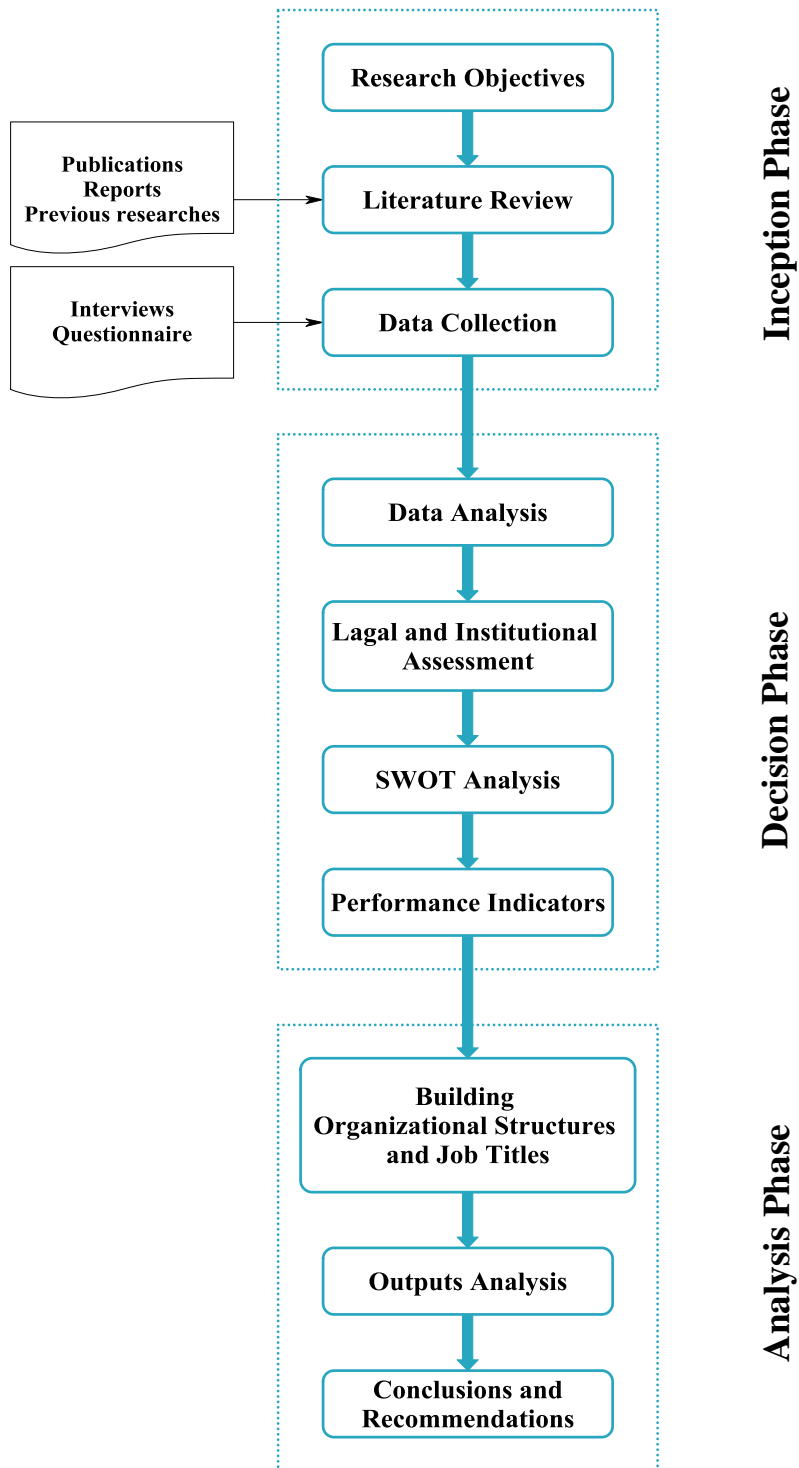 Research Objectives
Publications
Reports
Previous researches
Literature Review
Interviews
Questionnaire
Data Collection
Inception Phase
Data Analysis
Lagal and Institutional
Assessment
SWOT Analysis
Performance Indicators
Decision Phase
Building
Organizational Structures
and Job Titles
Outputs Analysis
Conclusions and
Recommendations
Analysis Phase